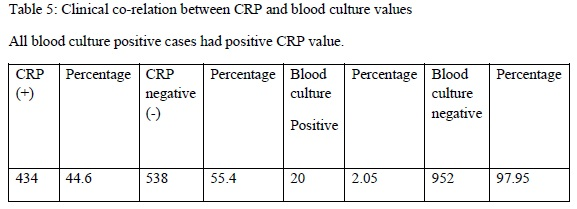 Table 5: Clinical co-relation between CRP and blood culture values
All blood culture positive cases had positive CRP value.
CRP (+) Percentage CRP negative (-) Percentage Blood culture Positive Percentage Blood culture negative Percentage
434 44.6 538 55.4 20 2.05 952 97.95